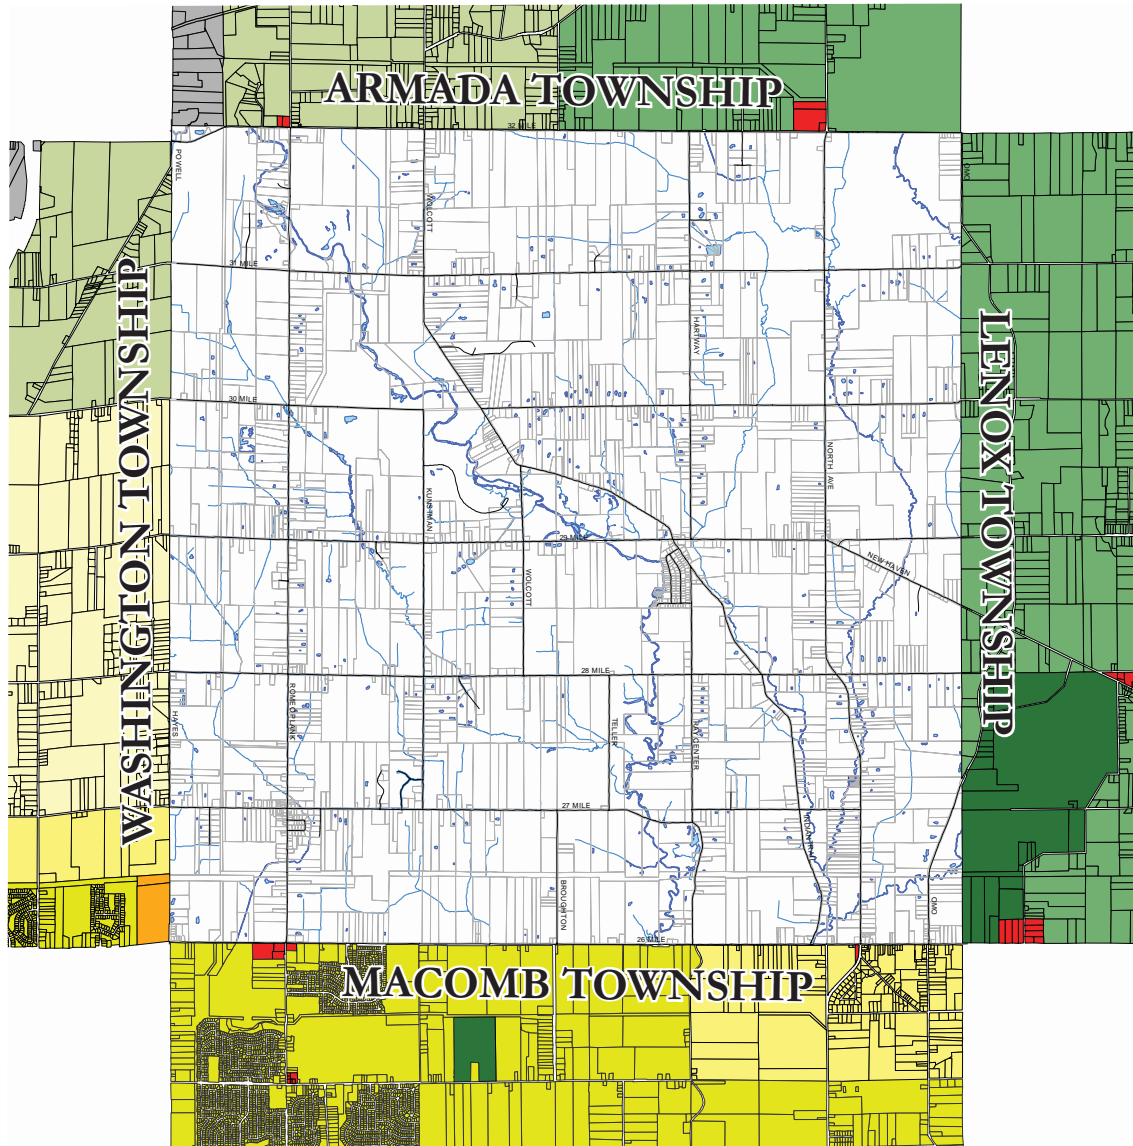 ARMADA TOWNSHIP
32 MILE
POWELL
WOLCOTT
OMO
31 MILE
HARTWAY
WASHINGTON TOWNSHIP
LENOX TOWNSHIP
30 MILE
NORTH AVE
KUNSTMAN
29 MILE
NEW HAVEN
WOLCOTT
28 MILE
HAYES
ROMEO PLANK
TELLER
RAY CENTER
27 MILE
INDIAN TRAIL
BROUGHTON
OMO
26 MILE
MACOMB TOWNSHIP